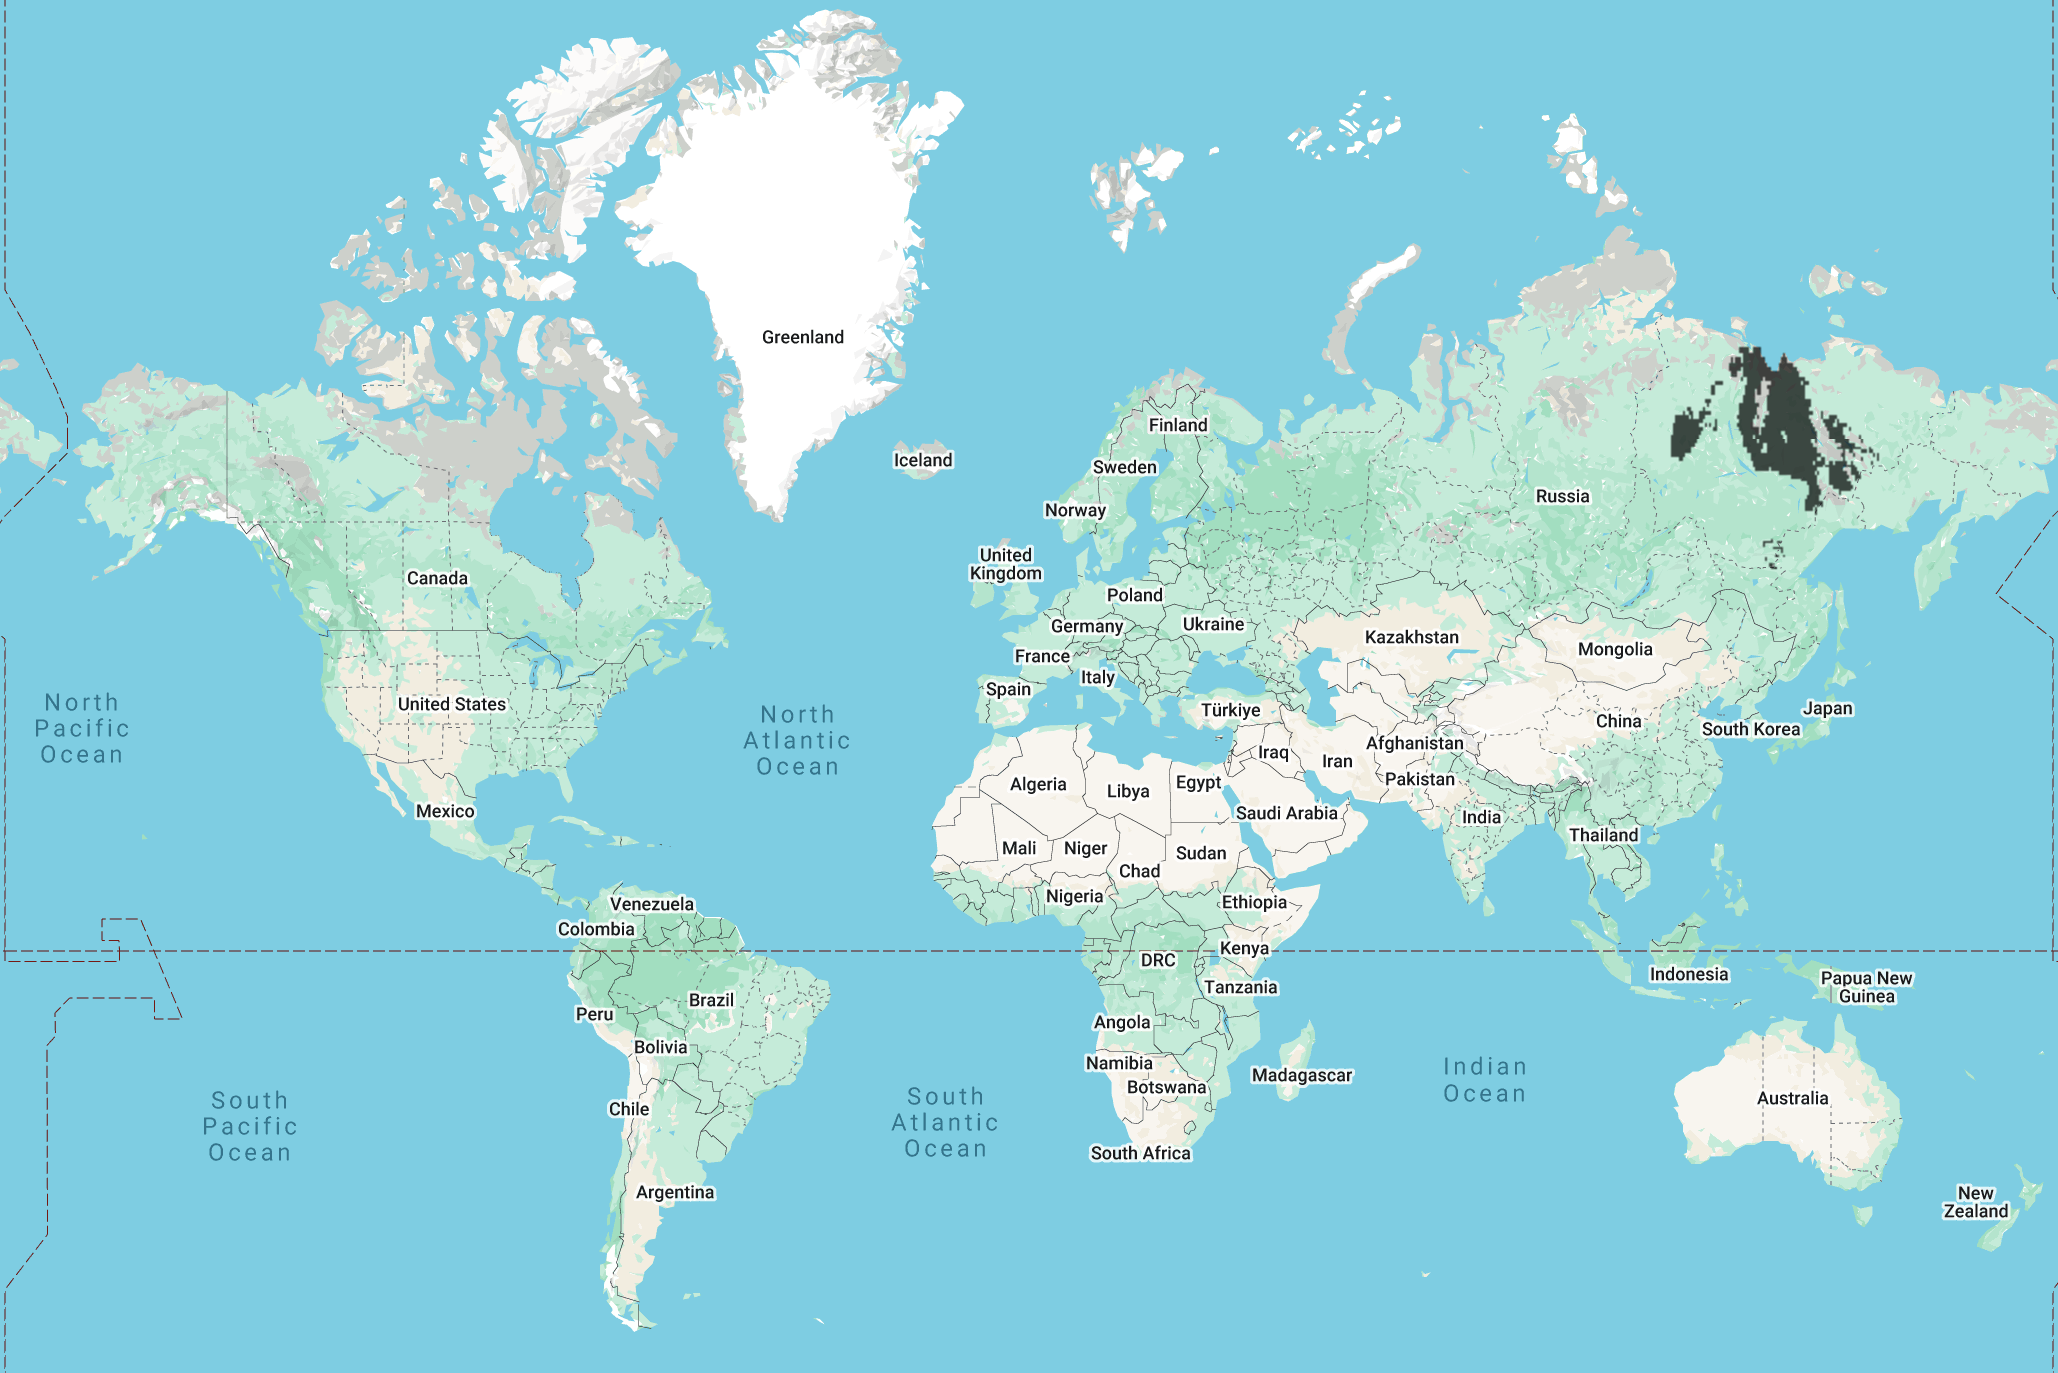 Greenland
Finland
Iceland
Sweden
Russia
Norway
United
Kingdom
Canada
Poland
Germany
Ukraine
Kazakhstan
Mongolia
France
Italy
Spain
United States
Türkiye
Japan
China
South Korea
North
Pacific
Ocean
North
Atlantic
Ocean
Afghanistan
Iraq
Iran
Algeria
Libya
Egypt
Pakistan
Mexico
Saudi Arabia
India
Thailand
Mali
Niger
Sudan
Chad
Nigeria
Ethiopia
Venezuela
Colombia
Kenya
DRC
Indonesia
Papua New
Guinea
Tanzania
Brazil
Peru
Angola
Bolivia
Namibia
Madagascar
Indian
Ocean
Botswana
Australia
Chile
South
Pacific
Ocean
South
Atlantic
Ocean
South Africa
Argentina
New
Zealand